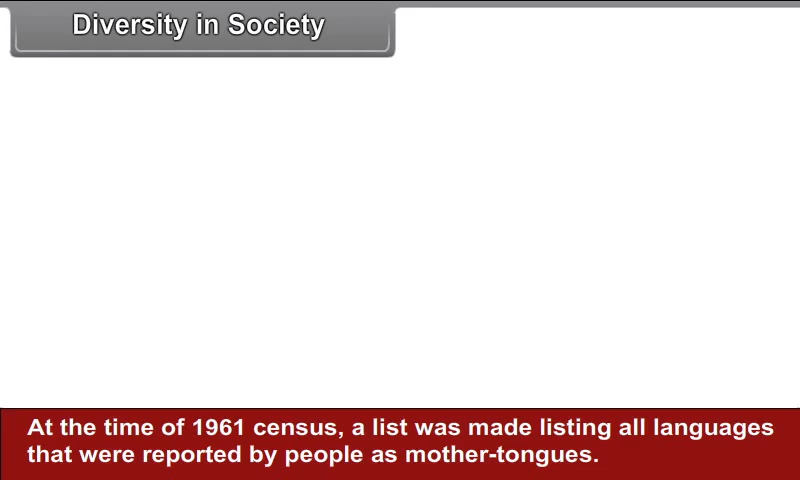 Diversity in Society
At the time of 1961 census, a list was made listing all languages
that were reported by people as mother-tongues.